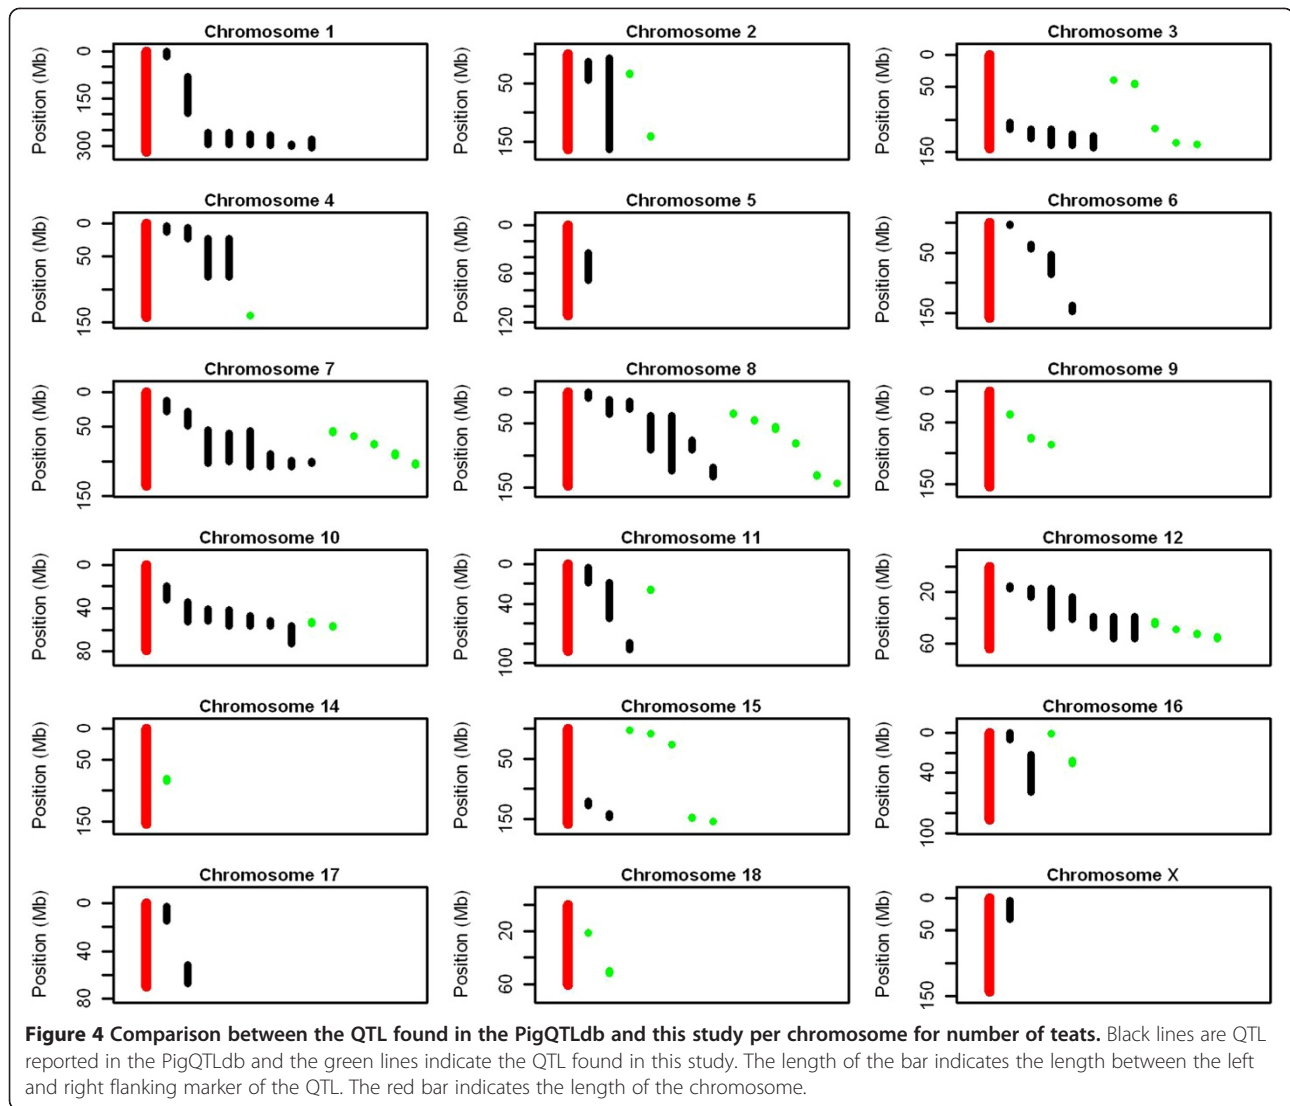 Chromosome 1
Position (Mb)
0
150
300
Chromosome 2
Position (Mb)
50
150
Chromosome 3
Position (Mb)
0
50
150
Chromosome 4
Position (Mb)
0
50
150
Chromosome 5
Position (Mb)
0
60
120
Chromosome 6
Position (Mb)
50
150
Chromosome 7
Position (Mb)
0
50
150
Chromosome 8
Position (Mb)
0
50
150
Chromosome 9
Position (Mb)
0
50
150
Chromosome 10
Position (Mb)
0
40
80
Chromosome 11
Position (Mb)
0
40
100
Chromosome 12
Position (Mb)
20
60
Chromosome 14
Position (Mb)
0
50
150
Chromosome 15
Position (Mb)
50
150
Chromosome 16
Position (Mb)
0
40
100
Chromosome 17
Position (Mb)
0
40
80
Chromosome 18
Position (Mb)
20
60
Chromosome X
Position (Mb)
0
50
150
Figure 4 Comparison between the QTL found in the PigQTLdb and this study per chromosome for number of teats. Black lines are QTL
reported in the PigQTLdb and the green lines indicate the QTL found in this study. The length of the bar indicates the length between the left
and right flanking marker of the QTL. The red bar indicates the length of the chromosome.